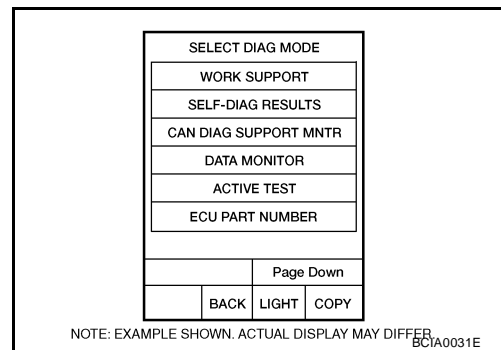 SELECT DIAG MODE
WORK SUPPORT
SELF-DIAG RESULTS
CAN DIAG SUPPORT MNTR
DATA MONITOR
ACTIVE TEST
ECU PART NUMBER
Page Down
BACK LIGHT COPY
NOTE: EXAMPLE SHOWN. ACTUAL DISPLAY MAY DIFFER
BCIA0031E